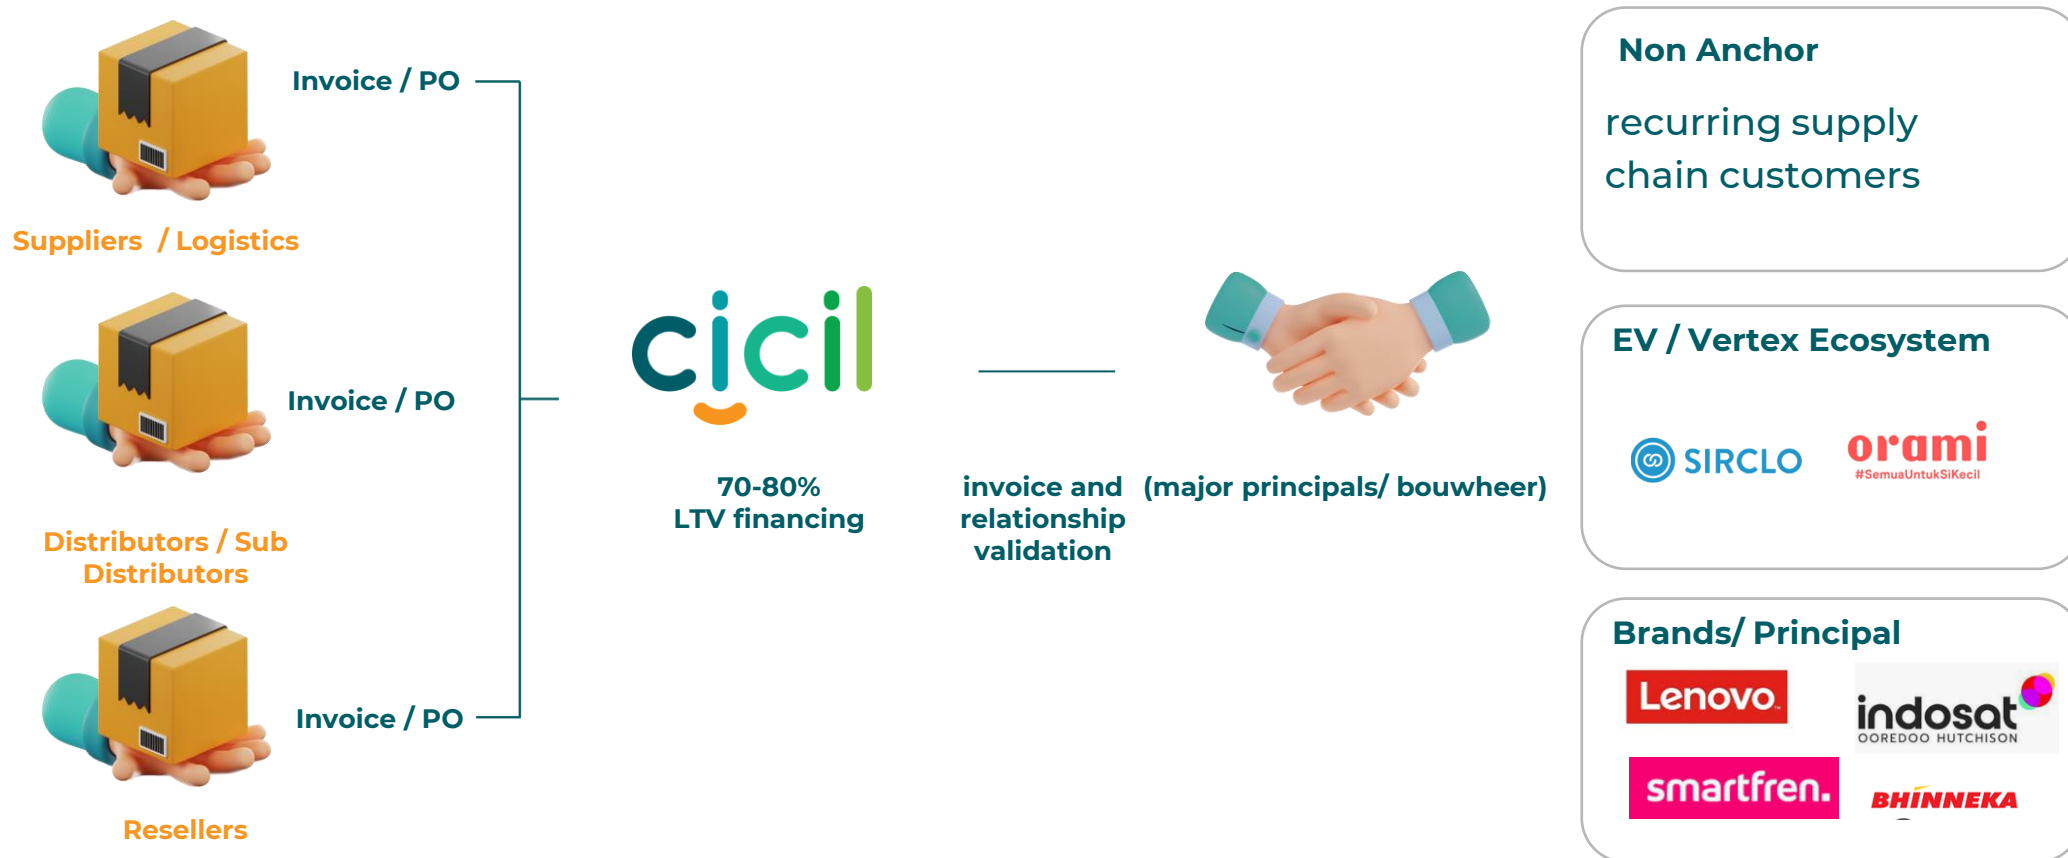 Invoice / PO
Suppliers / Logistics
Invoice / PO
Distributors / Sub
Distributors
Invoice / PO
Resellers
cicil
70-80%
LTV financing
invoice and
relationship
validation
(major principals/ bouwheer)
Non Anchor
recurring supply
chain customers
EV / Vertex Ecosystem
SIRCLO
orami
#SemuaUntukSiKecil
Brands/ Principal
Lenovo
indosat
OOREDOO HUTCHISON
smartfren.
BHINNEKA